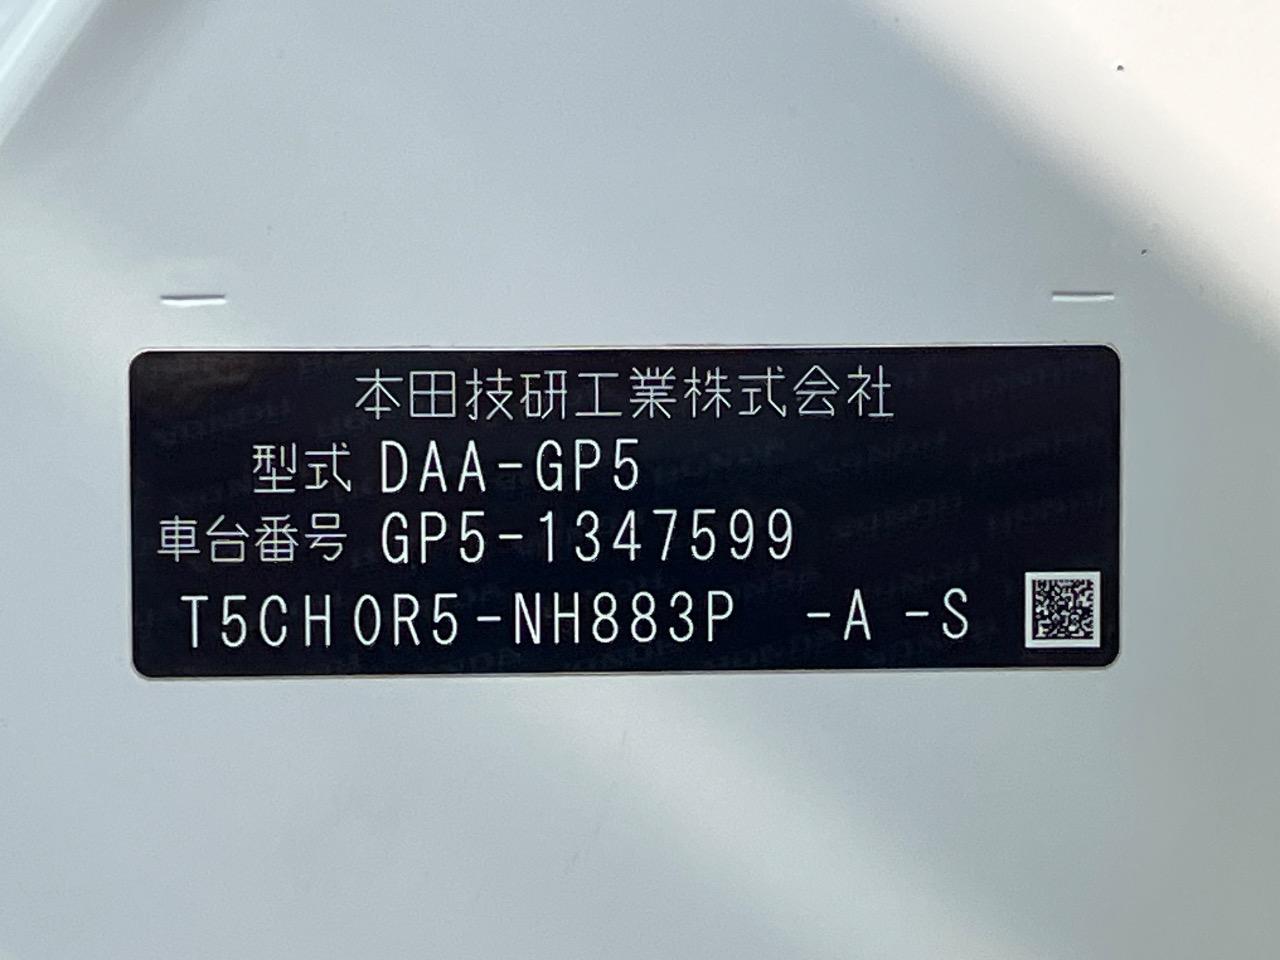 本田技研工業株式会社
型式 DAA-GP5
車台番号 GP5-1347599
T5CH0R5-NH883P -A -S